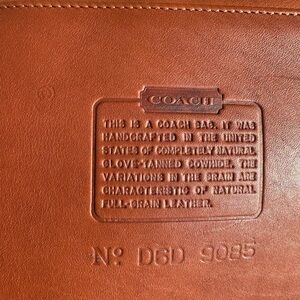 COACH
THIS IS A COACH BAG. IT WAS
HANDCRAFTED IN THE UNITED
STATES OF COMPLETELY NATURAL
GLOVE-TANNED COWHIDE. THE
VARIATIONS IN THE GRAIN ARE
CHARACTERISTIC OF NATURAL
FULL-GRAIN LEATHER.
Nº D6D 9085